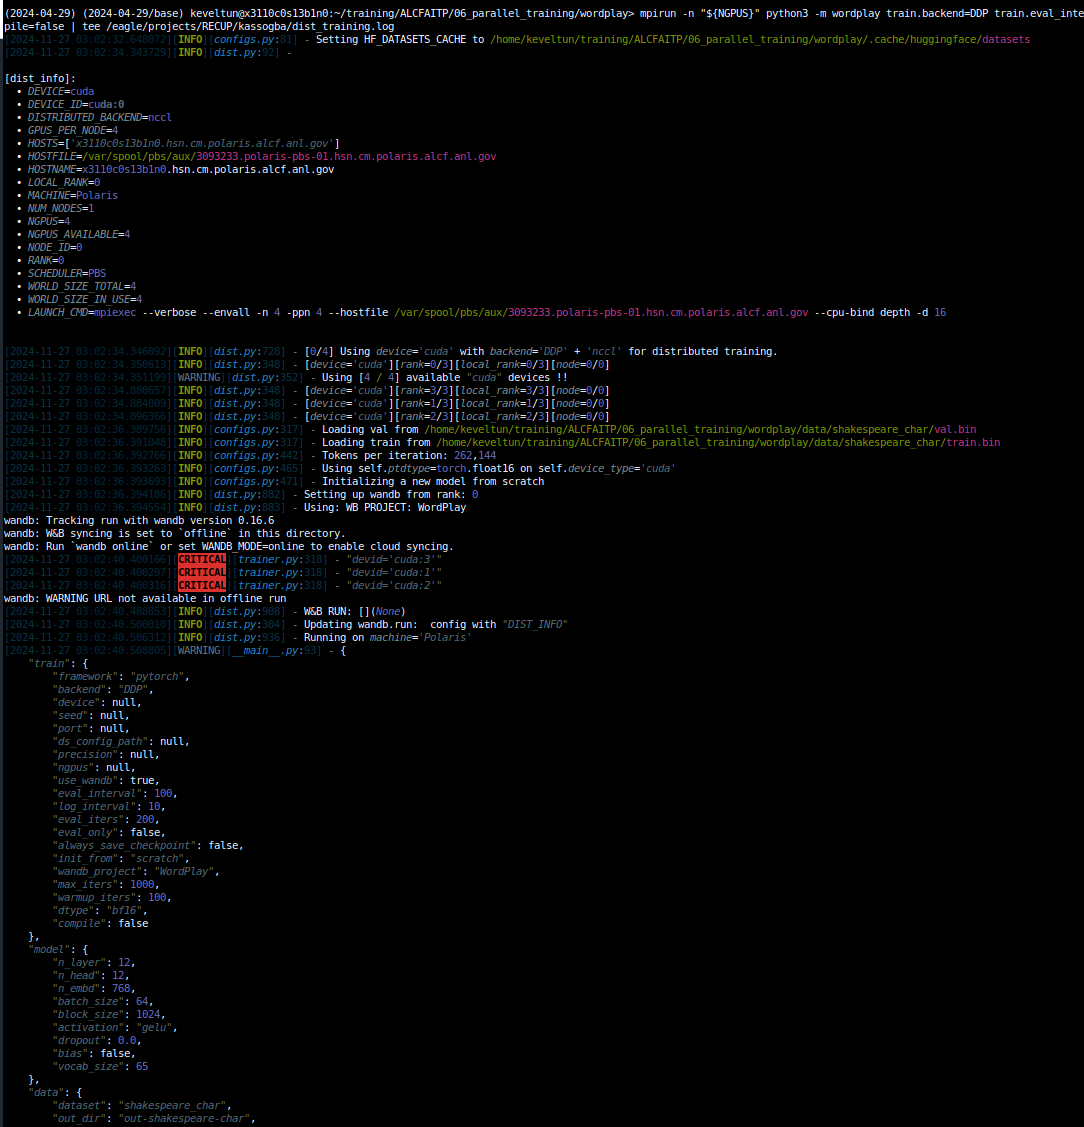 (2024-04-29) (2024-04-29/base) keveltun@x3110c0s13b1n0:~/training/ALCFAITP/06_parallel_training/wordplay> mpirun -n "${NGPUS}" python3 -m wordplay train.backend=DDP train.eval_inte
pile=false | tee /eagle/projects/RECUP/kassogba/dist_training.log
[2024-11-27 03:02:32.648072][INFO][configs.py:81] - Setting HF_DATASETS_CACHE to /home/keveltun/training/ALCFAITP/06_parallel_training/wordplay/.cache/huggingface/datasets
[2024-11-27 03:02:34.343729][INFO][dist.py:92] -
[dist_info]:
• DEVICE=cuda
• DEVICE_ID=cuda:0
• DISTRIBUTED_BACKEND=nccl
• GPUS_PER_NODE=4
• HOSTS=['x3110c0s13b1n0.hsn.cm.polaris.alcf.anl.gov']
• HOSTFILE=/var/spool/pbs/aux/3093233.polaris-pbs-01.hsn.cm.polaris.alcf.anl.gov
• HOSTNAME=x3110c0s13b1n0.hsn.cm.polaris.alcf.anl.gov
• LOCAL_RANK=0
• MACHINE=Polaris
• NUM_NODES=1
• NGPUS=4
• NGPUS_AVAILABLE=4
• NODE_ID=0
• RANK=0
• SCHEDULER=PBS
• WORLD_SIZE_TOTAL=4
• WORLD_SIZE_IN_USE=4
• LAUNCH_CMD=mpiexec --verbose --envall -n 4 -ppn 4 --hostfile /var/spool/pbs/aux/3093233.polaris-pbs-01.hsn.cm.polaris.alcf.anl.gov --cpu-bind depth -d 16
[2024-11-27 03:02:34.346092][INFO][dist.py:728] - [0/4] Using device='cuda' with backend='DDP' + 'nccl' for distributed training.
[2024-11-27 03:02:34.350613][INFO][dist.py:348] - [device='cuda'][rank=0/3][local_rank=0/3][node=0/0]
[2024-11-27 03:02:34.351199][WARNING][dist.py:352] - Using [4 / 4] available "cuda" devices !!
[2024-11-27 03:02:34.880657][INFO][dist.py:348] - [device='cuda'][rank=3/3][local_rank=3/3][node=0/0]
[2024-11-27 03:02:34.884009][INFO][dist.py:348] - [device='cuda'][rank=1/3][local_rank=1/3][node=0/0]
[2024-11-27 03:02:34.896366][INFO][dist.py:348] - [device='cuda'][rank=2/3][local_rank=2/3][node=0/0]
[2024-11-27 03:02:36.389756][INFO][configs.py:317] - Loading val from /home/keveltun/training/ALCFAITP/06_parallel_training/wordplay/data/shakespeare_char/val.bin
[2024-11-27 03:02:36.391048][INFO][configs.py:317] - Loading train from /home/keveltun/training/ALCFAITP/06_parallel_training/wordplay/data/shakespeare_char/train.bin
[2024-11-27 03:02:36.392766][INFO][configs.py:442] - Tokens per iteration: 262,144
[2024-11-27 03:02:36.393263][INFO][configs.py:465] - Using self.ptdtype=torch.float16 on self.device_type='cuda'
[2024-11-27 03:02:36.393693][INFO][configs.py:471] - Initializing a new model from scratch
[2024-11-27 03:02:36.394186][INFO][dist.py:882] - Setting up wandb from rank: 0
[2024-11-27 03:02:36.394554][INFO][dist.py:883] - Using: WB PROJECT: WordPlay
wandb: Tracking run with wandb version 0.16.6
wandb: W&B syncing is set to `offline` in this directory.
wandb: Run `wandb online` or set WANDB_MODE=online to enable cloud syncing.
[2024-11-27 03:02:40.400166][CRITICAL][trainer.py:318] - "devid='cuda:3'"
[2024-11-27 03:02:40.400297][CRITICAL][trainer.py:318] - "devid='cuda:1'"
[2024-11-27 03:02:40.400316][CRITICAL][trainer.py:318] - "devid='cuda:2'"
wandb: WARNING URL not available in offline run
[2024-11-27 03:02:40.488853][INFO][dist.py:908] - W&B RUN: [](None)
[2024-11-27 03:02:40.500010][INFO][dist.py:304] - Updating wandb.run:  config with "DIST_INFO"
[2024-11-27 03:02:40.506312][INFO][dist.py:936] - Running on machine='Polaris'
[2024-11-27 03:02:40.508805][WARNING][__main__.py:93] - {
"train": {
"framework": "pytorch",
"backend": "DDP",
"device": null,
"seed": null,
"port": null,
"ds_config_path": null,
"precision": null,
"ngpus": null,
"use_wandb": true,
"eval_interval": 100,
"log_interval": 10,
"eval_iters": 200,
"eval_only": false,
"always_save_checkpoint": false,
"init_from": "scratch",
"wandb_project": "WordPlay",
"max_iters": 1000,
"warmup_iters": 100,
"dtype": "bf16",
"compile": false
},
"model": {
"n_layer": 12,
"n_head": 12,
"n_embd": 768,
"batch_size": 64,
"block_size": 1024,
"activation": "gelu",
"dropout": 0.0,
"bias": false,
"vocab_size": 65
},
"data": {
"dataset": "shakespeare_char",
"out_dir": "out-shakespeare-char",